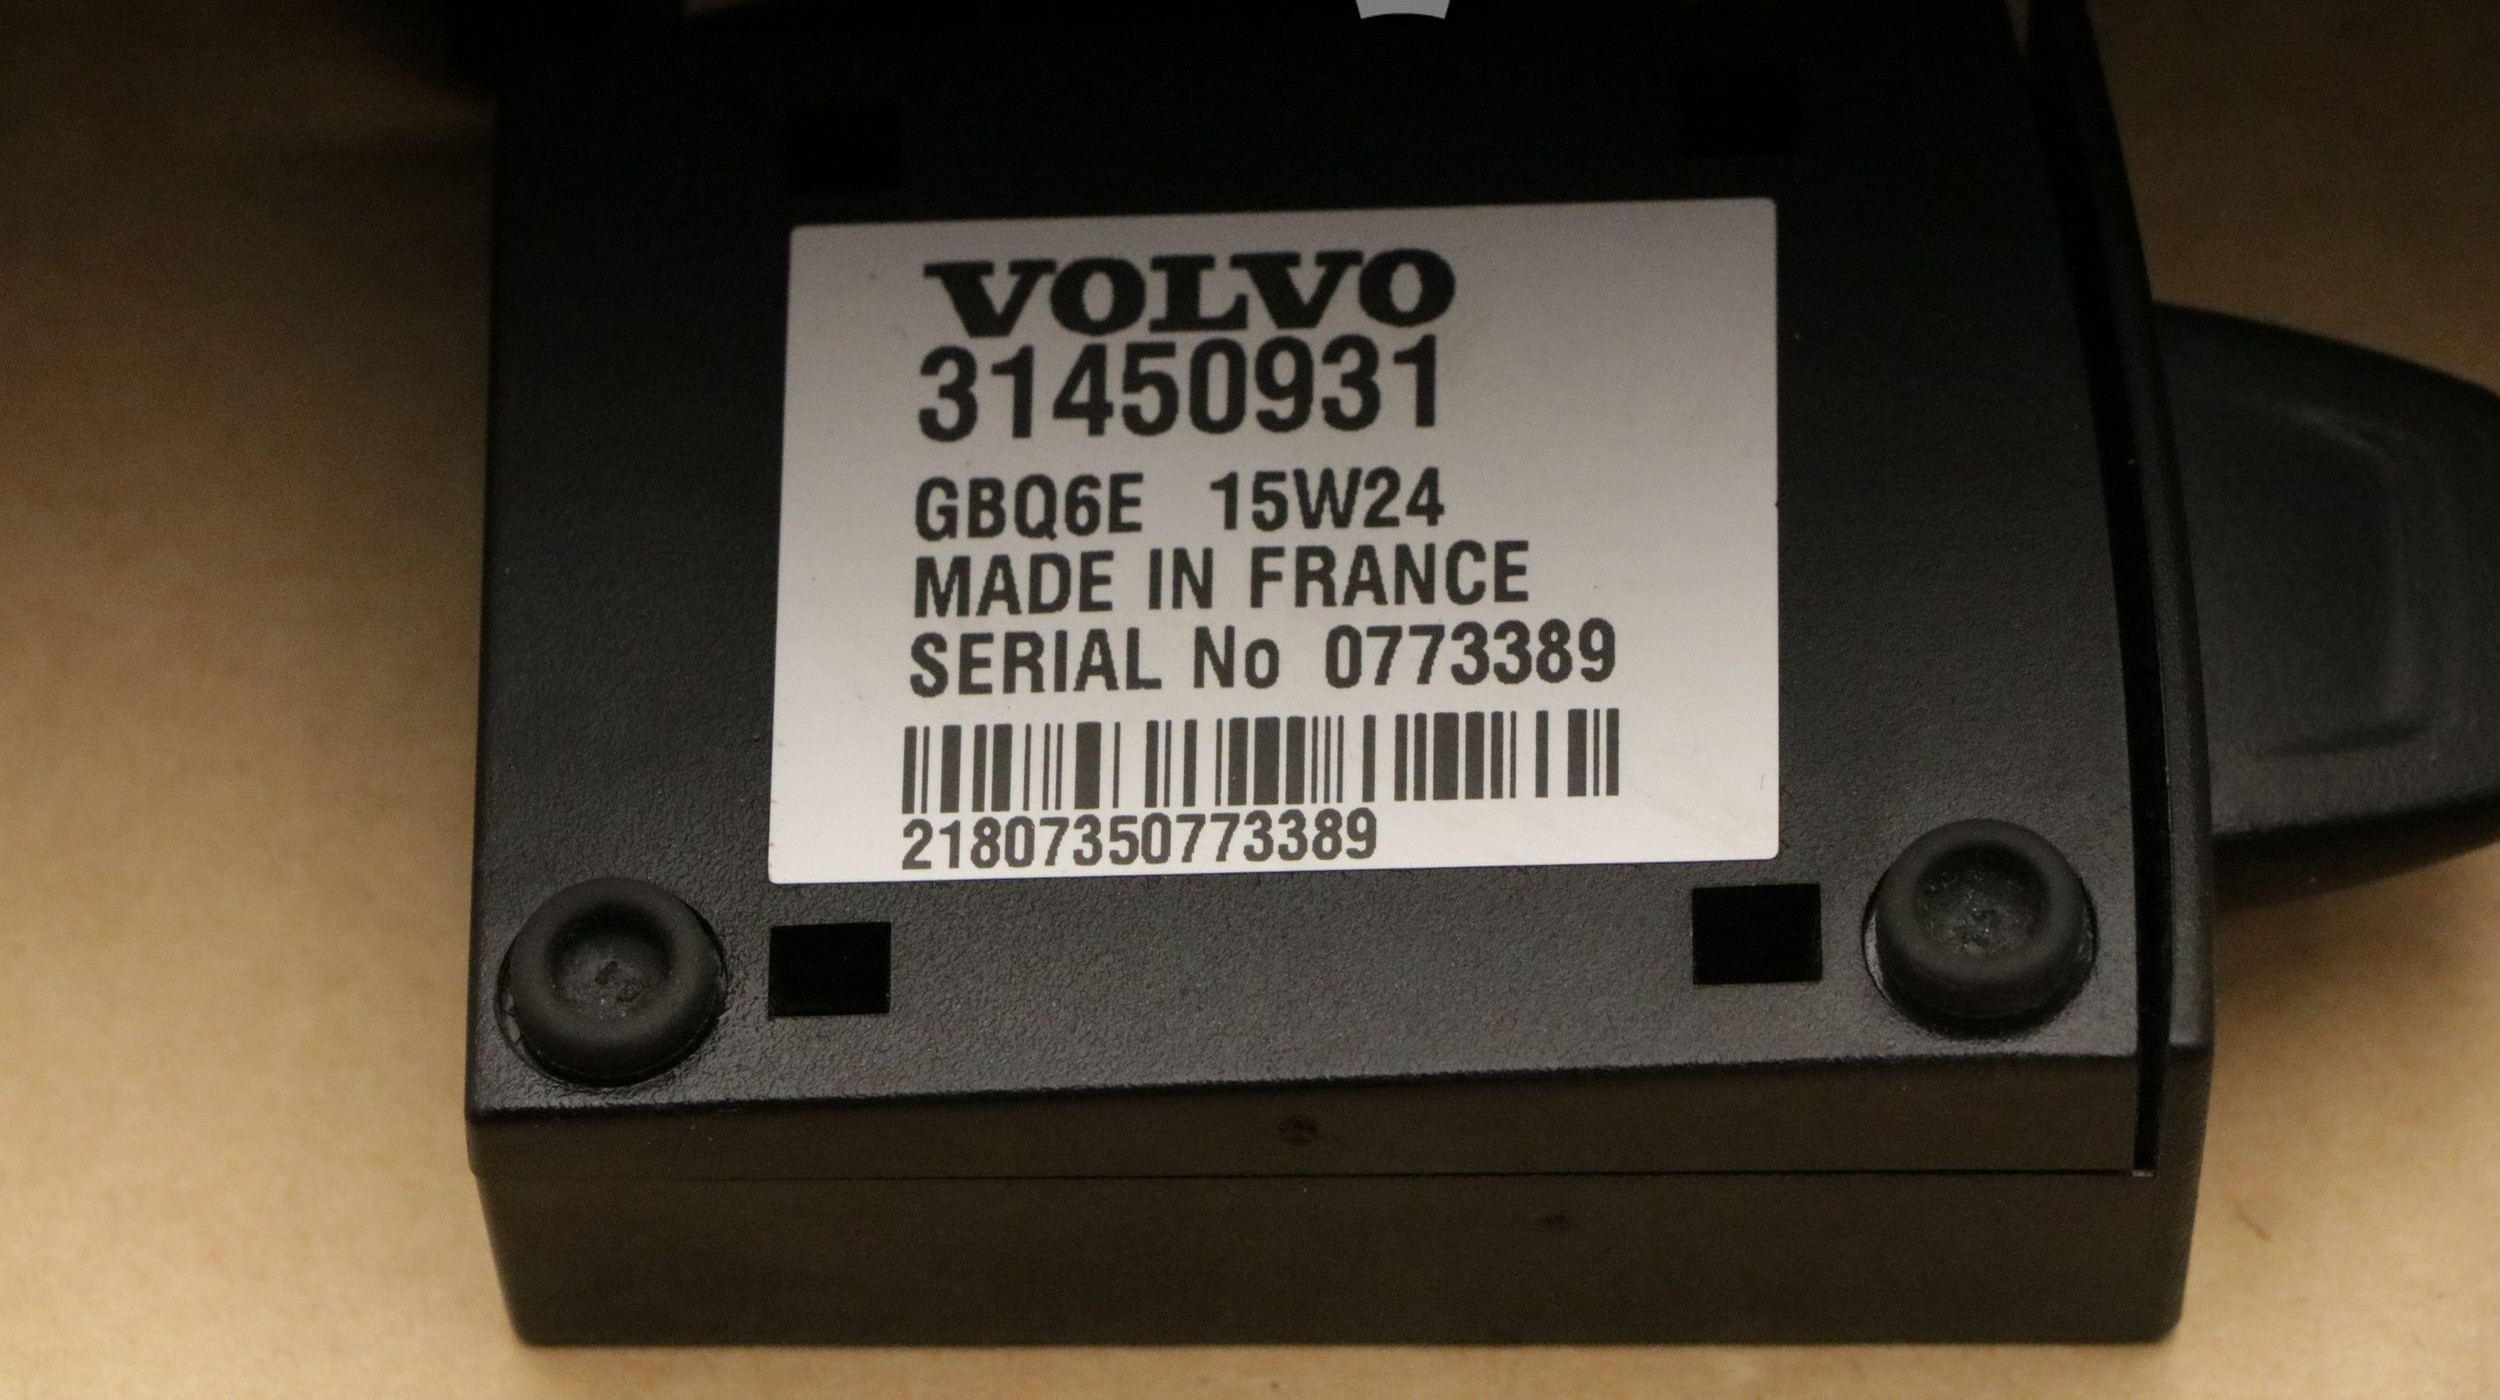 VOLVO
31450931
GBQ6E 15W24
MADE IN FRANCE
SERIAL No 0773389
21807350773389